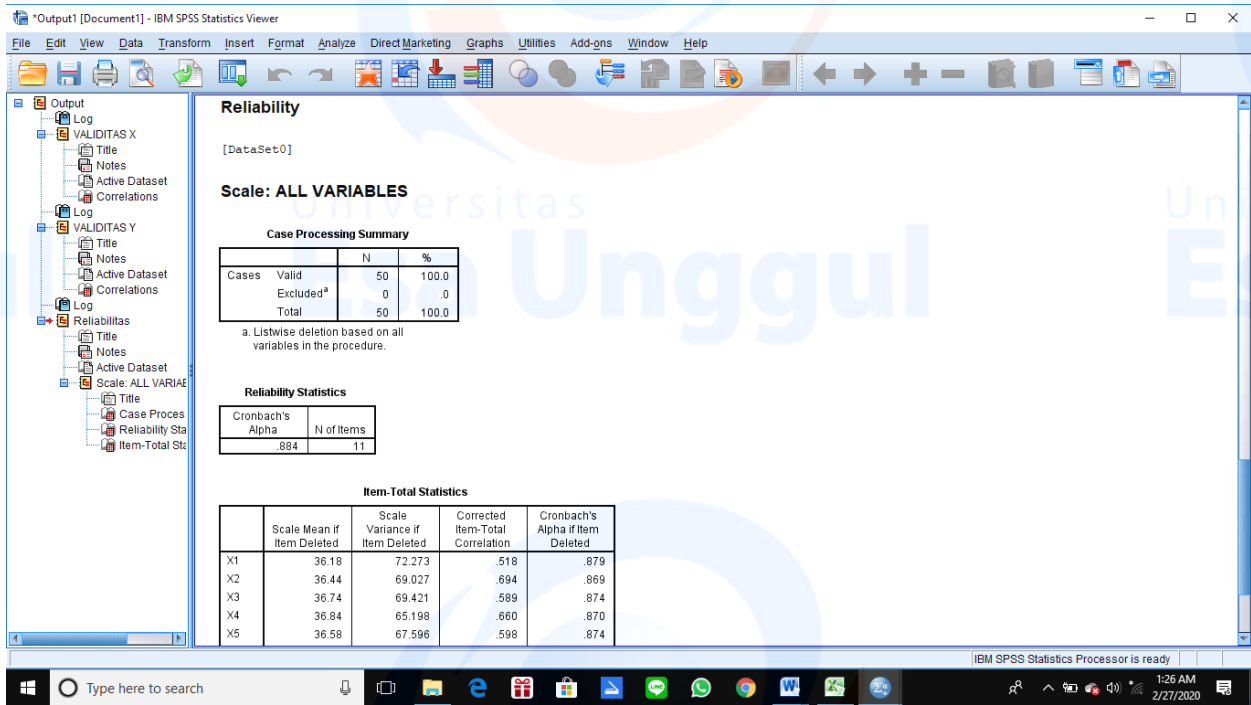 *Output1 [Document1] - IBM SPSS Statistics Viewer
File Edit View Data Transform Insert Format Analyze Direct Marketing Graphs Utilities Add-ons Window Help
Output
Log
VALIDITAS X
Title
Notes
Active Dataset
Correlations
Log
VALIDITAS Y
Title
Notes
Active Dataset
Correlations
Log
Reliabilitas
Title
Notes
Active Dataset
Scale: ALL VARIAE
Title
Case Proces
Reliability Sta
Item-Total Sta
Reliability
[DataSet0]
Scale: ALL VARIABLES
Case Processing Summary
N %
Cases Valid 50 100.0
Excludedª 0 .0
Total 50 100.0
a. Listwise deletion based on all
variables in the procedure.
Reliability Statistics
Cronbach's
Alpha N of Items
.884 11
Item-Total Statistics
Scale Mean if Item Deleted Scale Variance if Item Deleted Corrected Item-Total Correlation Cronbach's Alpha if Item Deleted
X1 36.18 72.273 .518 .879
X2 36.44 69.027 .694 .869
X3 36.74 69.421 .589 .874
X4 36.84 65.198 .660 .870
X5 36.58 67.596 .598 .874
Universitas
Esa Unggul
Uni
Es
ul
IBM SPSS Statistics Processor is ready
Type here to search
LINE
1:26 AM
2/27/2020